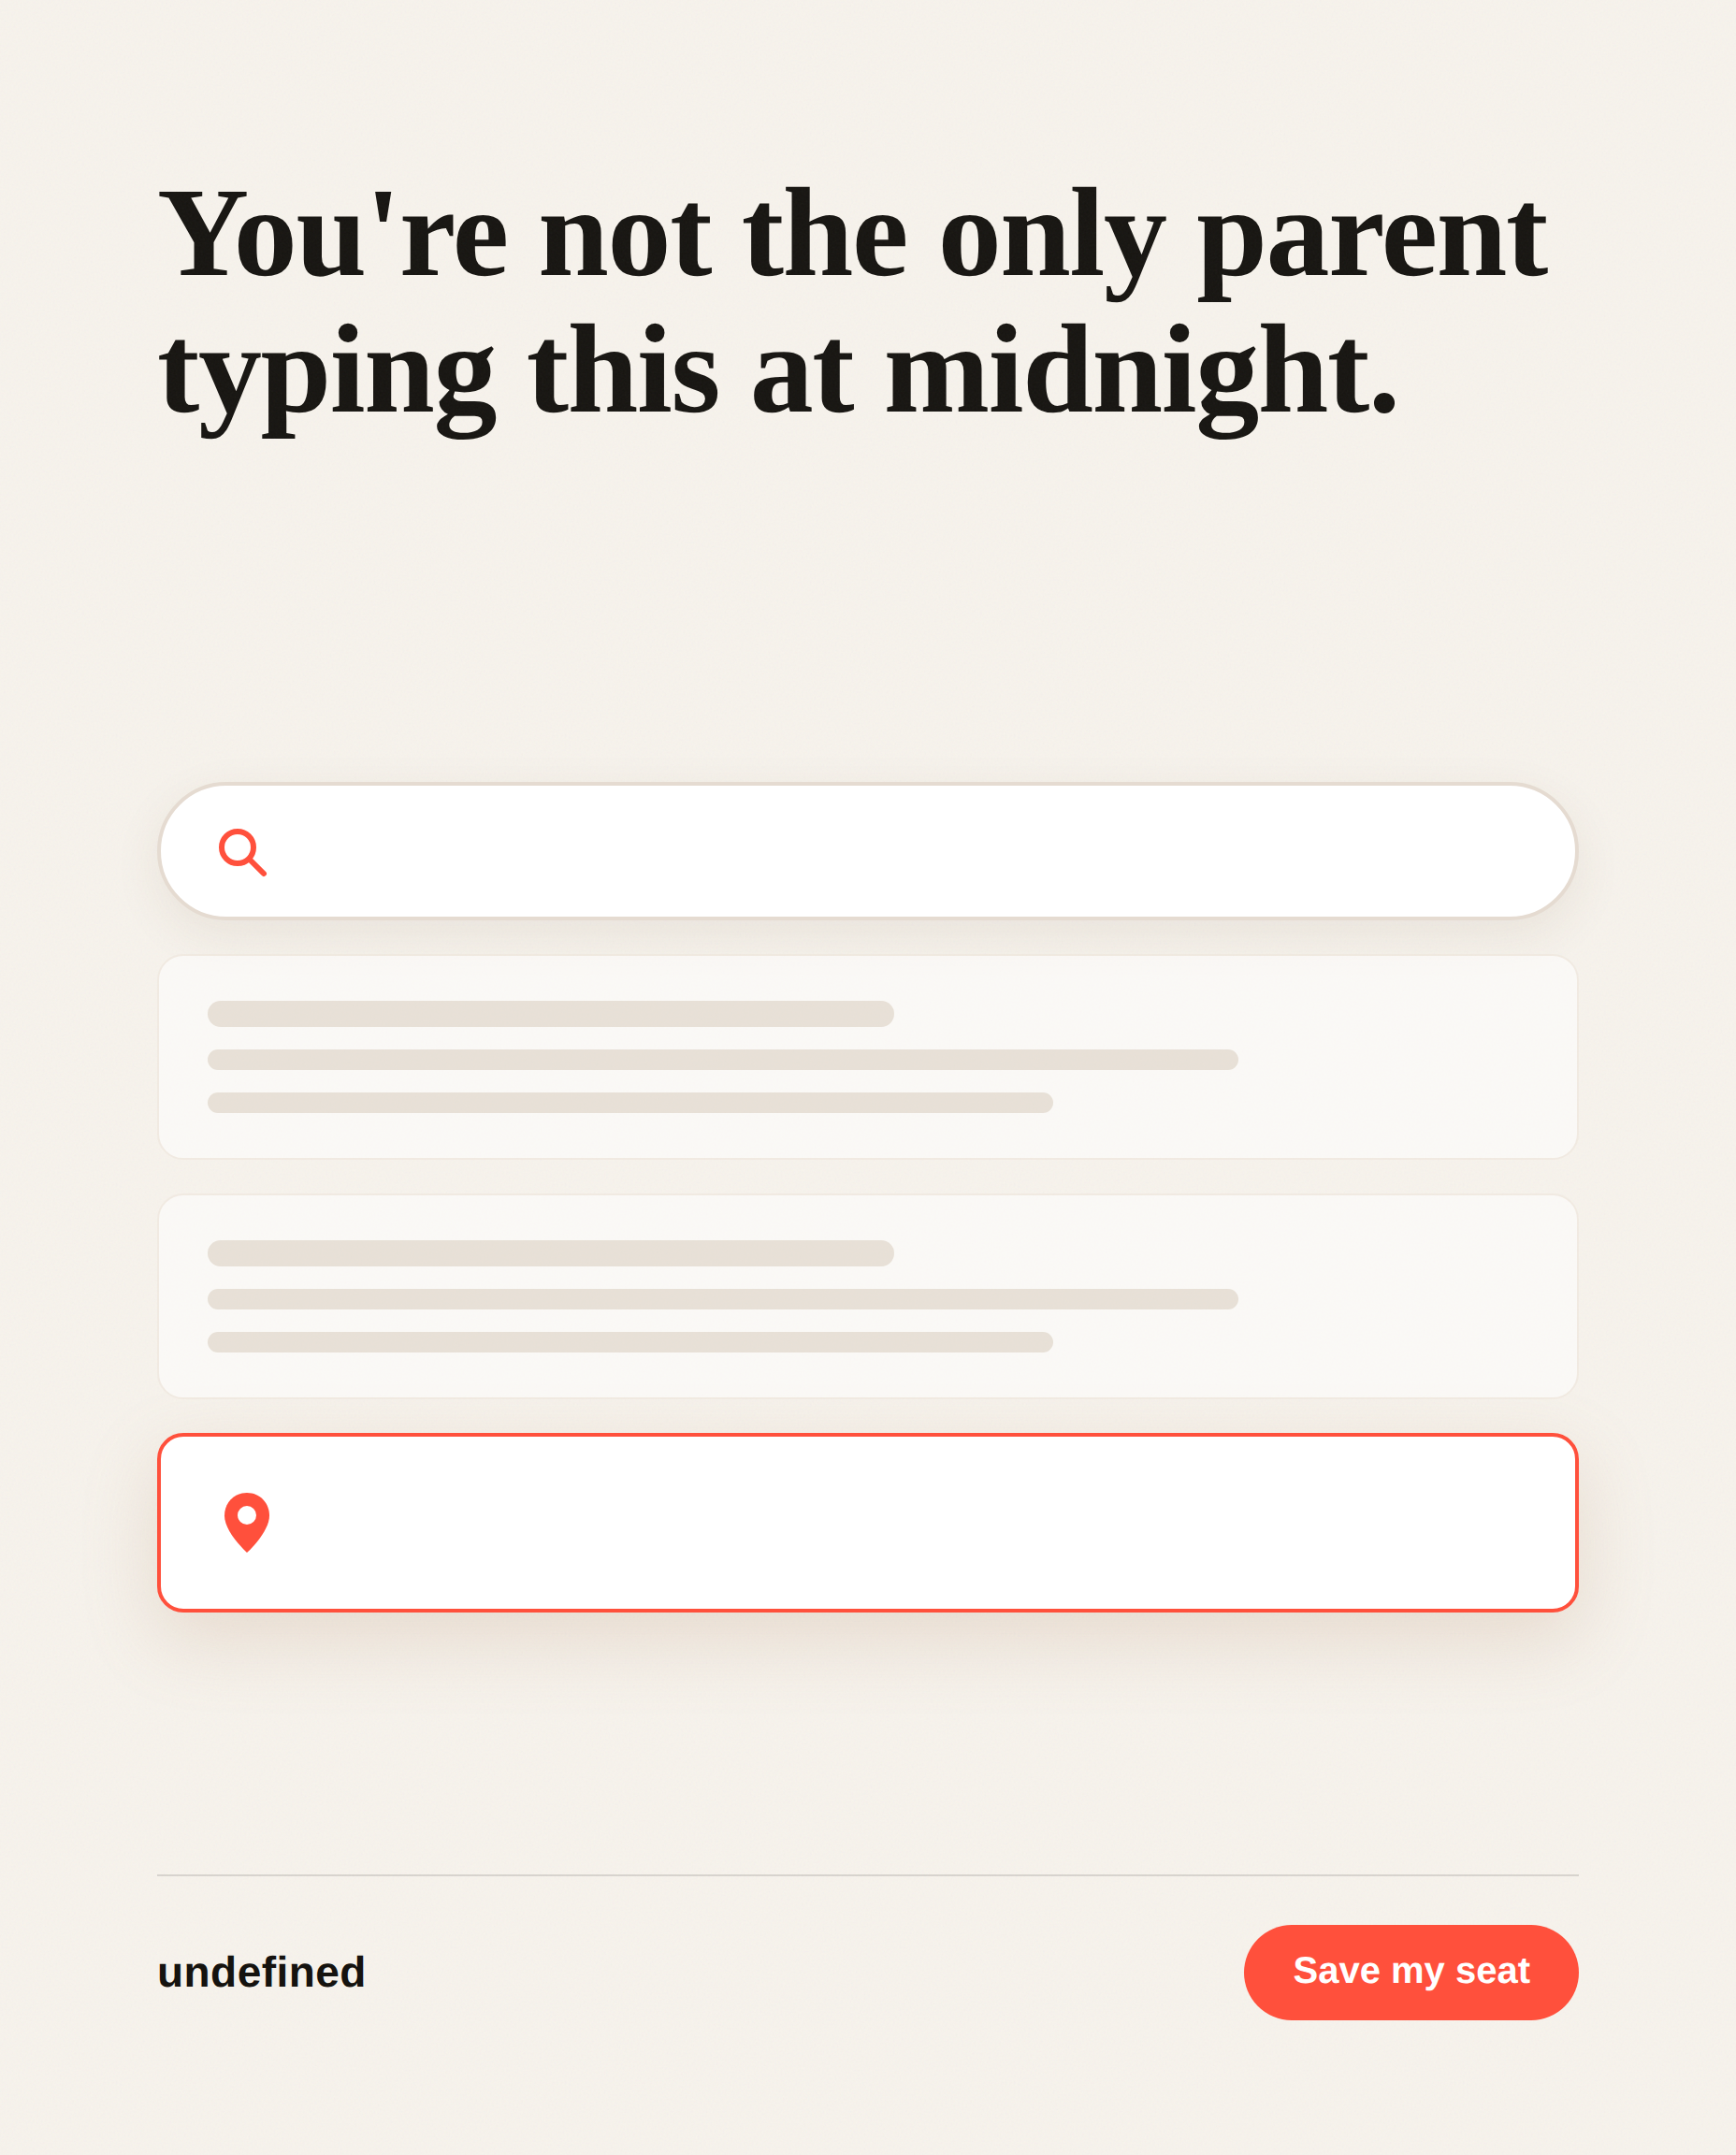 You're not the only parent
typing this at midnight.
undefined
Save my seat